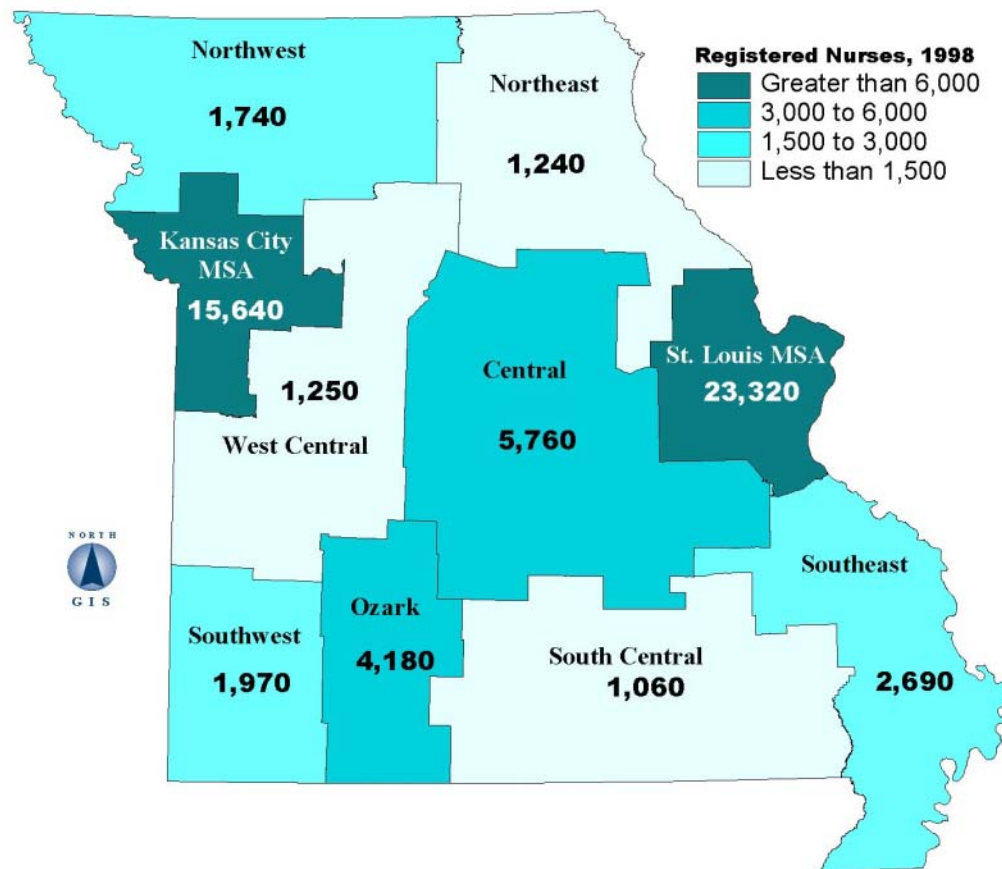 Northwest
1,740
Northeast
1,240
Registered Nurses, 1998
Greater than 6,000
3,000 to 6,000
1,500 to 3,000
Less than 1,500
Kansas City
MSA
15,640
1,250
West Central
Central
5,760
St. Louis MSA
23,320
NORTH
GIS
Southwest
1,970
Ozark
4,180
South Central
1,060
Southeast
2,690